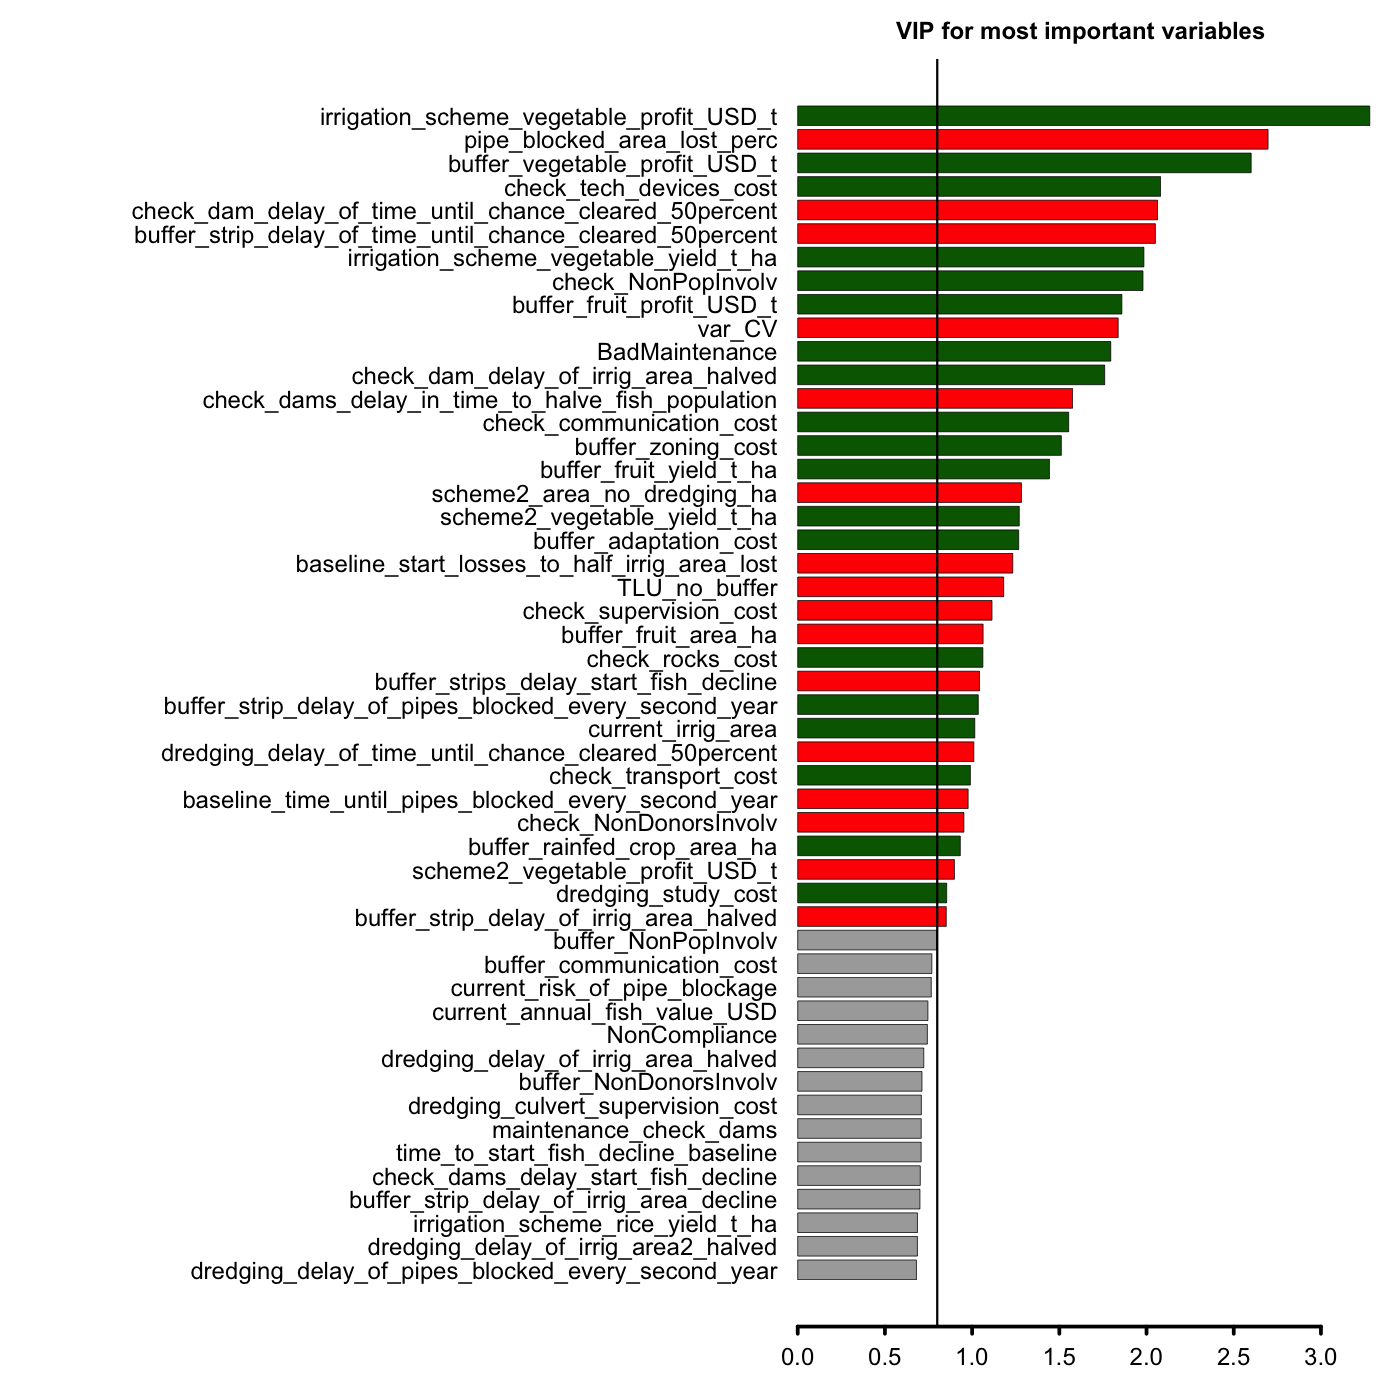 VIP for most important variables
irrigation_scheme_vegetable_profit_USD_t
pipe_blocked_area_lost_perc
buffer_vegetable_profit_USD_t
check_tech_devices_cost
check_dam_delay_of_time_until_chance_cleared_50percent
buffer_strip_delay_of_time_until_chance_cleared_50percent
irrigation_scheme_vegetable_yield_t_ha
check_NonPopInvolv
buffer_fruit_profit_USD_t
var_CV
BadMaintenance
check_dam_delay_of_irrig_area_halved
check_dams_delay_in_time_to_halve_fish_population
check_communication_cost
buffer_zoning_cost
buffer_fruit_yield_t_ha
scheme2_area_no_dredging_ha
scheme2_vegetable_yield_t_ha
buffer_adaptation_cost
baseline_start_losses_to_half_irrig_area_lost
TLU_no_buffer
check_supervision_cost
buffer_fruit_area_ha
check_rocks_cost
buffer_strips_delay_start_fish_decline
buffer_strip_delay_of_pipes_blocked_every_second_year
current_irrig_area
dredging_delay_of_time_until_chance_cleared_50percent
check_transport_cost
baseline_time_until_pipes_blocked_every_second_year
check_NonDonorsInvolv
buffer_rainfed_crop_area_ha
scheme2_vegetable_profit_USD_t
dredging_study_cost
buffer_strip_delay_of_irrig_area_halved
buffer_NonPopInvolv
buffer_communication_cost
current_risk_of_pipe_blockage
current_annual_fish_value_USD
NonCompliance
dredging_delay_of_irrig_area_halved
buffer_NonDonorsInvolv
dredging_culvert_supervision_cost
maintenance_check_dams
time_to_start_fish_decline_baseline
check_dams_delay_start_fish_decline
buffer_strip_delay_of_irrig_area_decline
irrigation_scheme_rice_yield_t_ha
dredging_delay_of_irrig_area2_halved
dredging_delay_of_pipes_blocked_every_second_year
0.0 0.5 1.0 1.5 2.0 2.5 3.0